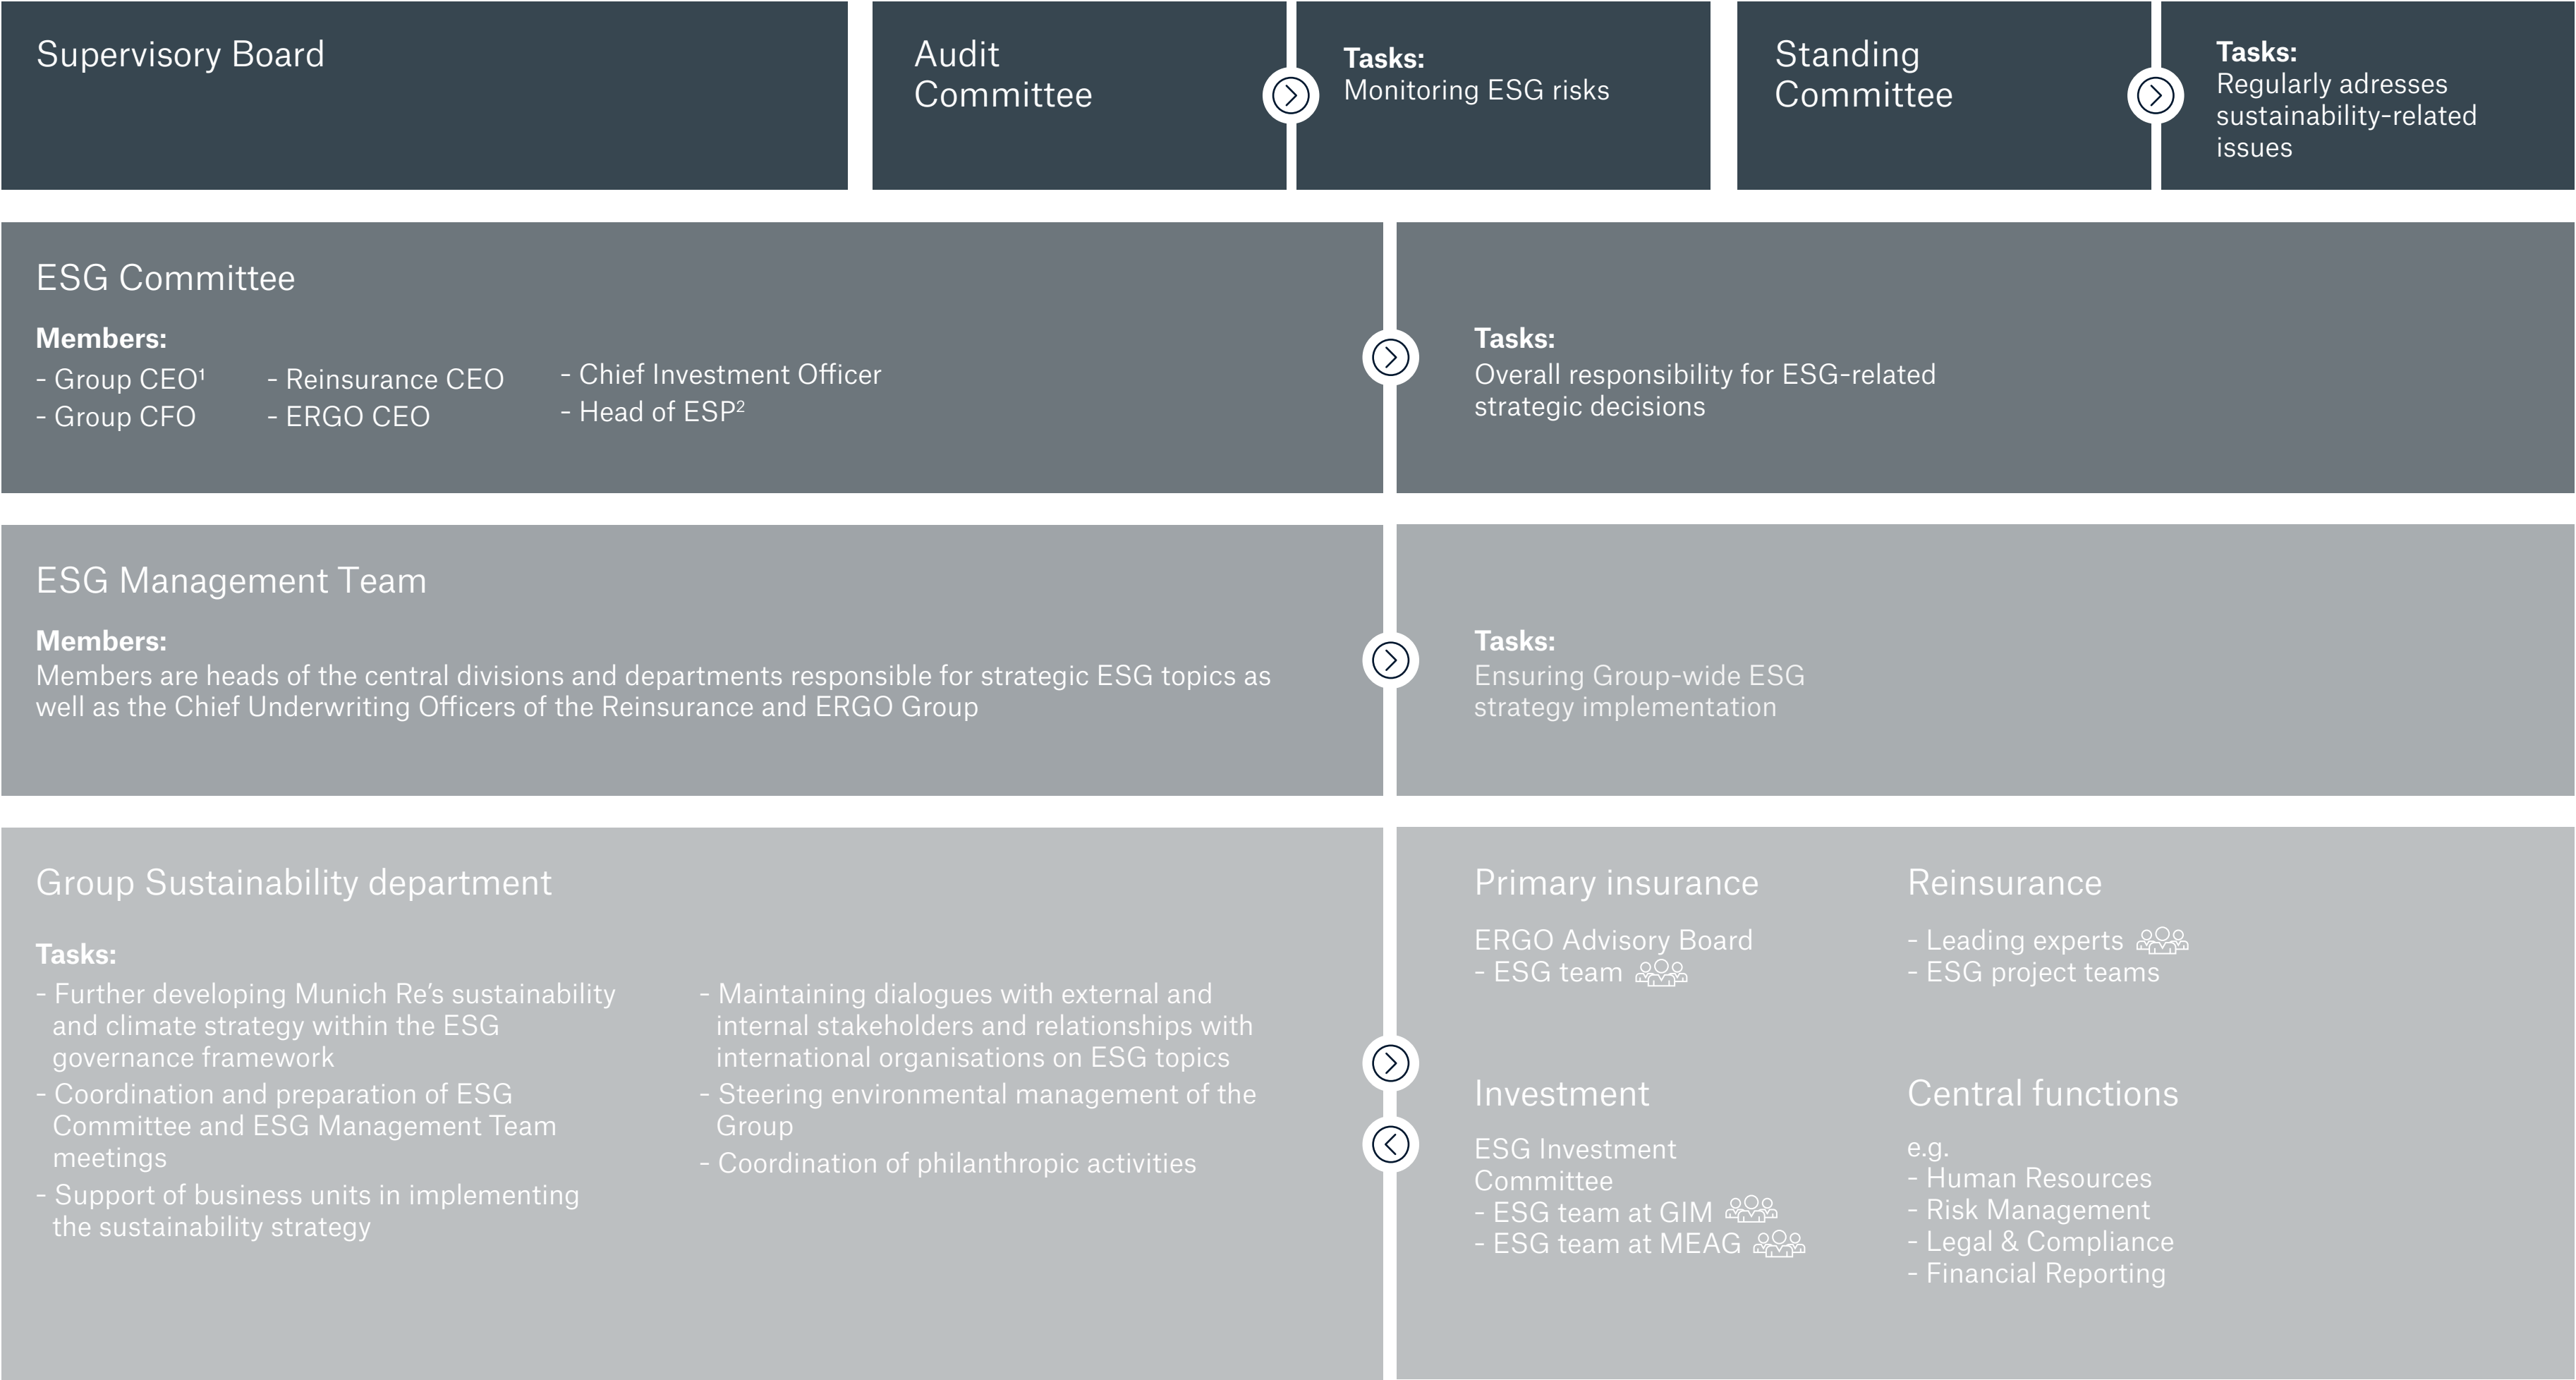 Supervisory Board
Audit
Committee
Tasks:
Monitoring ESG risks
Standing
Committee
Tasks:
Regularly adresses
sustainability-related
issues
ESG Committee
Members:
- Group CEO¹
- Group CFO
- Reinsurance CEO
- ERGO CEO
- Chief Investment Officer
- Head of ESP²
Tasks:
Overall responsibility for ESG-related
strategic decisions
ESG Management Team
Members:
Members are heads of the central divisions and departments responsible for strategic ESG topics as
well as the Chief Underwriting Officers of the Reinsurance and ERGO Group
Tasks:
Ensuring Group-wide ESG
strategy implementation
Group Sustainability department
Tasks:
- Further developing Munich Re’s sustainability
and climate strategy within the ESG
governance framework
- Coordination and preparation of ESG
Committee and ESG Management Team
meetings
- Support of business units in implementing
the sustainability strategy
- Maintaining dialogues with external and
internal stakeholders and relationships with
international organisations on ESG topics
- Steering environmental management of the
Group
- Coordination of philanthropic activities
Primary insurance
ERGO Advisory Board
- ESG team
Reinsurance
- Leading experts
- ESG project teams
Investment
ESG Investment
Committee
- ESG team at GIM
- ESG team at MEAG
Central functions
e.g.
- Human Resources
- Risk Management
- Legal & Compliance
- Financial Reporting